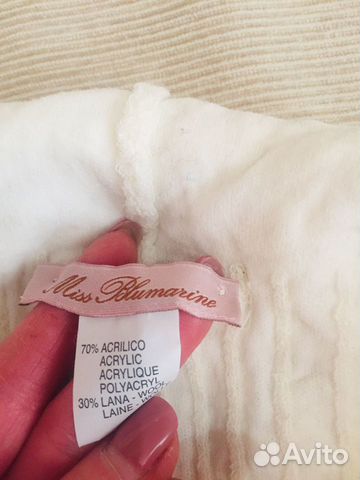 Miss Blumarine
70% ACRILICO
ACRYLIC
ACRYLIQUE
POLYACRYL
30% LANA - WOOL
LAINE -
Avito